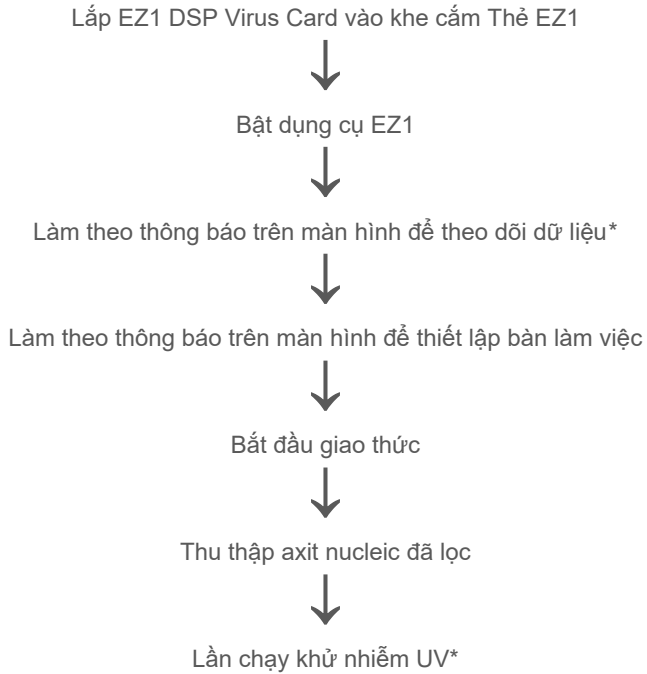 Lắp EZ1 DSP Virus Card vào khe cắm Thẻ EZ1
Bật dụng cụ EZ1
Làm theo thông báo trên màn hình để theo dõi dữ liệu*
Làm theo thông báo trên màn hình để thiết lập bàn làm việc
Bắt đầu giao thức
Thu thập axit nucleic đã lọc
Lần chạy khử nhiễm UV*